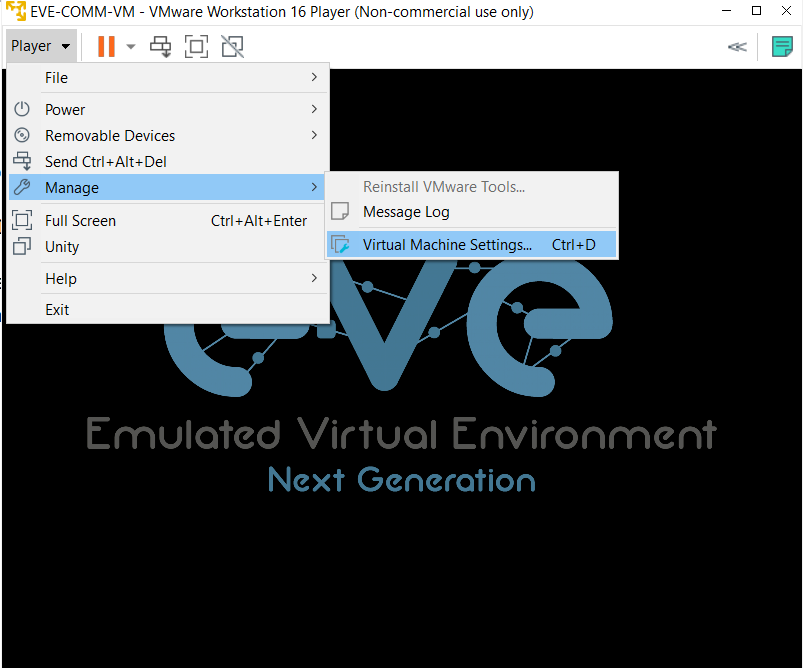 EVE-COMM-VM - VMware Workstation 16 Player (Non-commercial use only)
Player
File
Power
Removable Devices
Send Ctrl+Alt+Del
Manage
Reinstall VMware Tools...
Message Log
Full Screen Ctrl+Alt+Enter
Unity
Virtual Machine Settings... Ctrl+D
Help
Exit
eve
Emulated Virtual Environment
Next Generation